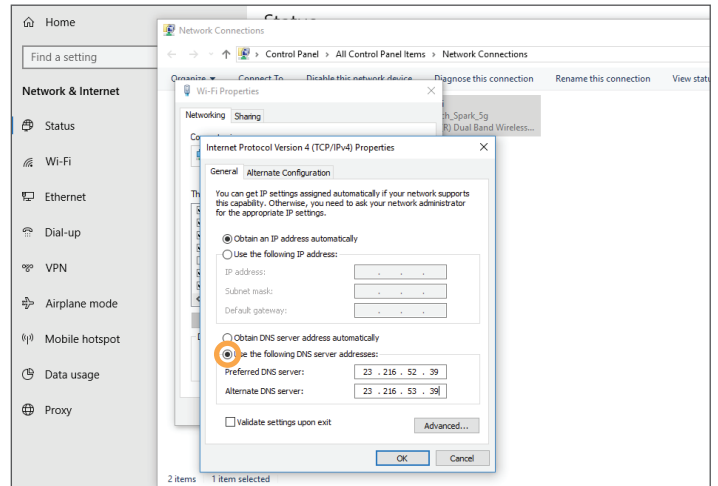 Home
Find a setting
Network & Internet
Status
Wi-Fi
Ethernet
Dial-up
VPN
Airplane mode
Mobile hotspot
Data usage
Proxy
Status
Network Connections
Control Panel > All Control Panel Items > Network Connections
Organize Connect To Disable this network device Diagnose this connection Rename this connection View statu
Wi-Fi Properties
Networking Sharing
Co
Th
ch_Spark_5g
(R) Dual Band Wireless...
Internet Protocol Version 4 (TCP/IPv4) Properties
General Alternate Configuration
You can get IP settings assigned automatically if your network supports
this capability. Otherwise, you need to ask your network administrator
for the appropriate IP settings.
Obtain an IP address automatically
Use the following IP address:
IP address: . . .
Subnet mask: . . .
Default gateway: . . .
Obtain DNS server address automatically
Use the following DNS server addresses:
Preferred DNS server: 23 . 216 . 52 . 39
Alternate DNS server: 23 . 216 . 53 . 39
Validate settings upon exit
Advanced...
OK Cancel
2 items 1 item selected